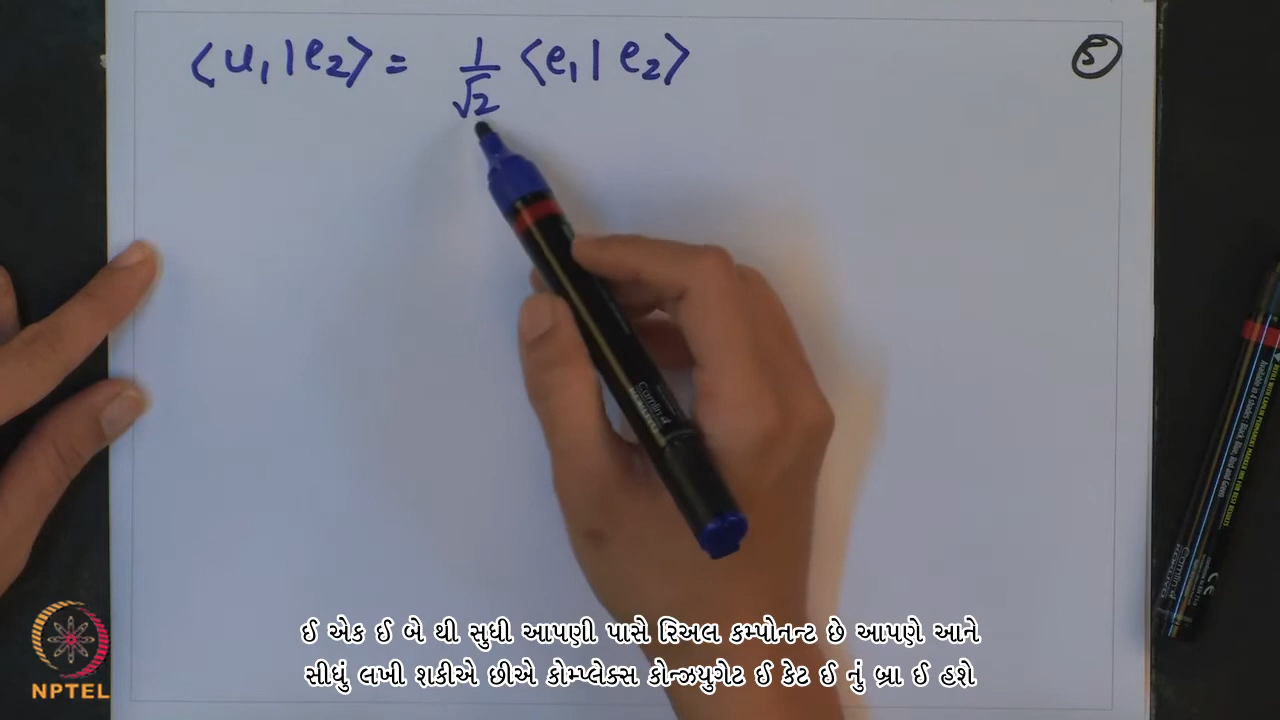 ⟨u₁|e₂⟩ = 1/√2 ⟨e₁|e₂⟩
5
ઈ એક ઈ બે થી સુધી આપણી પાસે રિઅલ કમ્પોનન્ટ છે આપણે આને
સીધું લખી શકીએ છીએ કોમ્પ્લેક્સ કોન્ઝ્યુગેટ ઈ કેટ ઈ નું બ્રા ઈ હશે
NPTEL